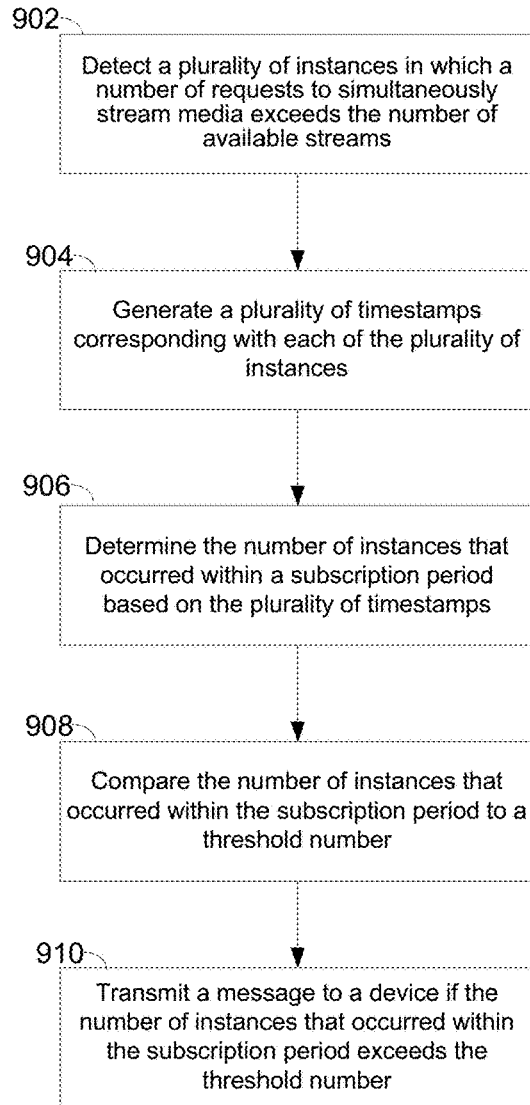 902
Detect a plurality of instances in which a
number of requests to simultaneously
stream media exceeds the number of
available streams
904
Generate a plurality of timestamps
corresponding with each of the plurality of
instances
906
Determine the number of instances that
occurred within a subscription period
based on the plurality of timestamps
908
Compare the number of instances that
occurred within the subscription period to a
threshold number
910
Transmit a message to a device if the
number of instances that occurred within
the subscription period exceeds the
threshold number